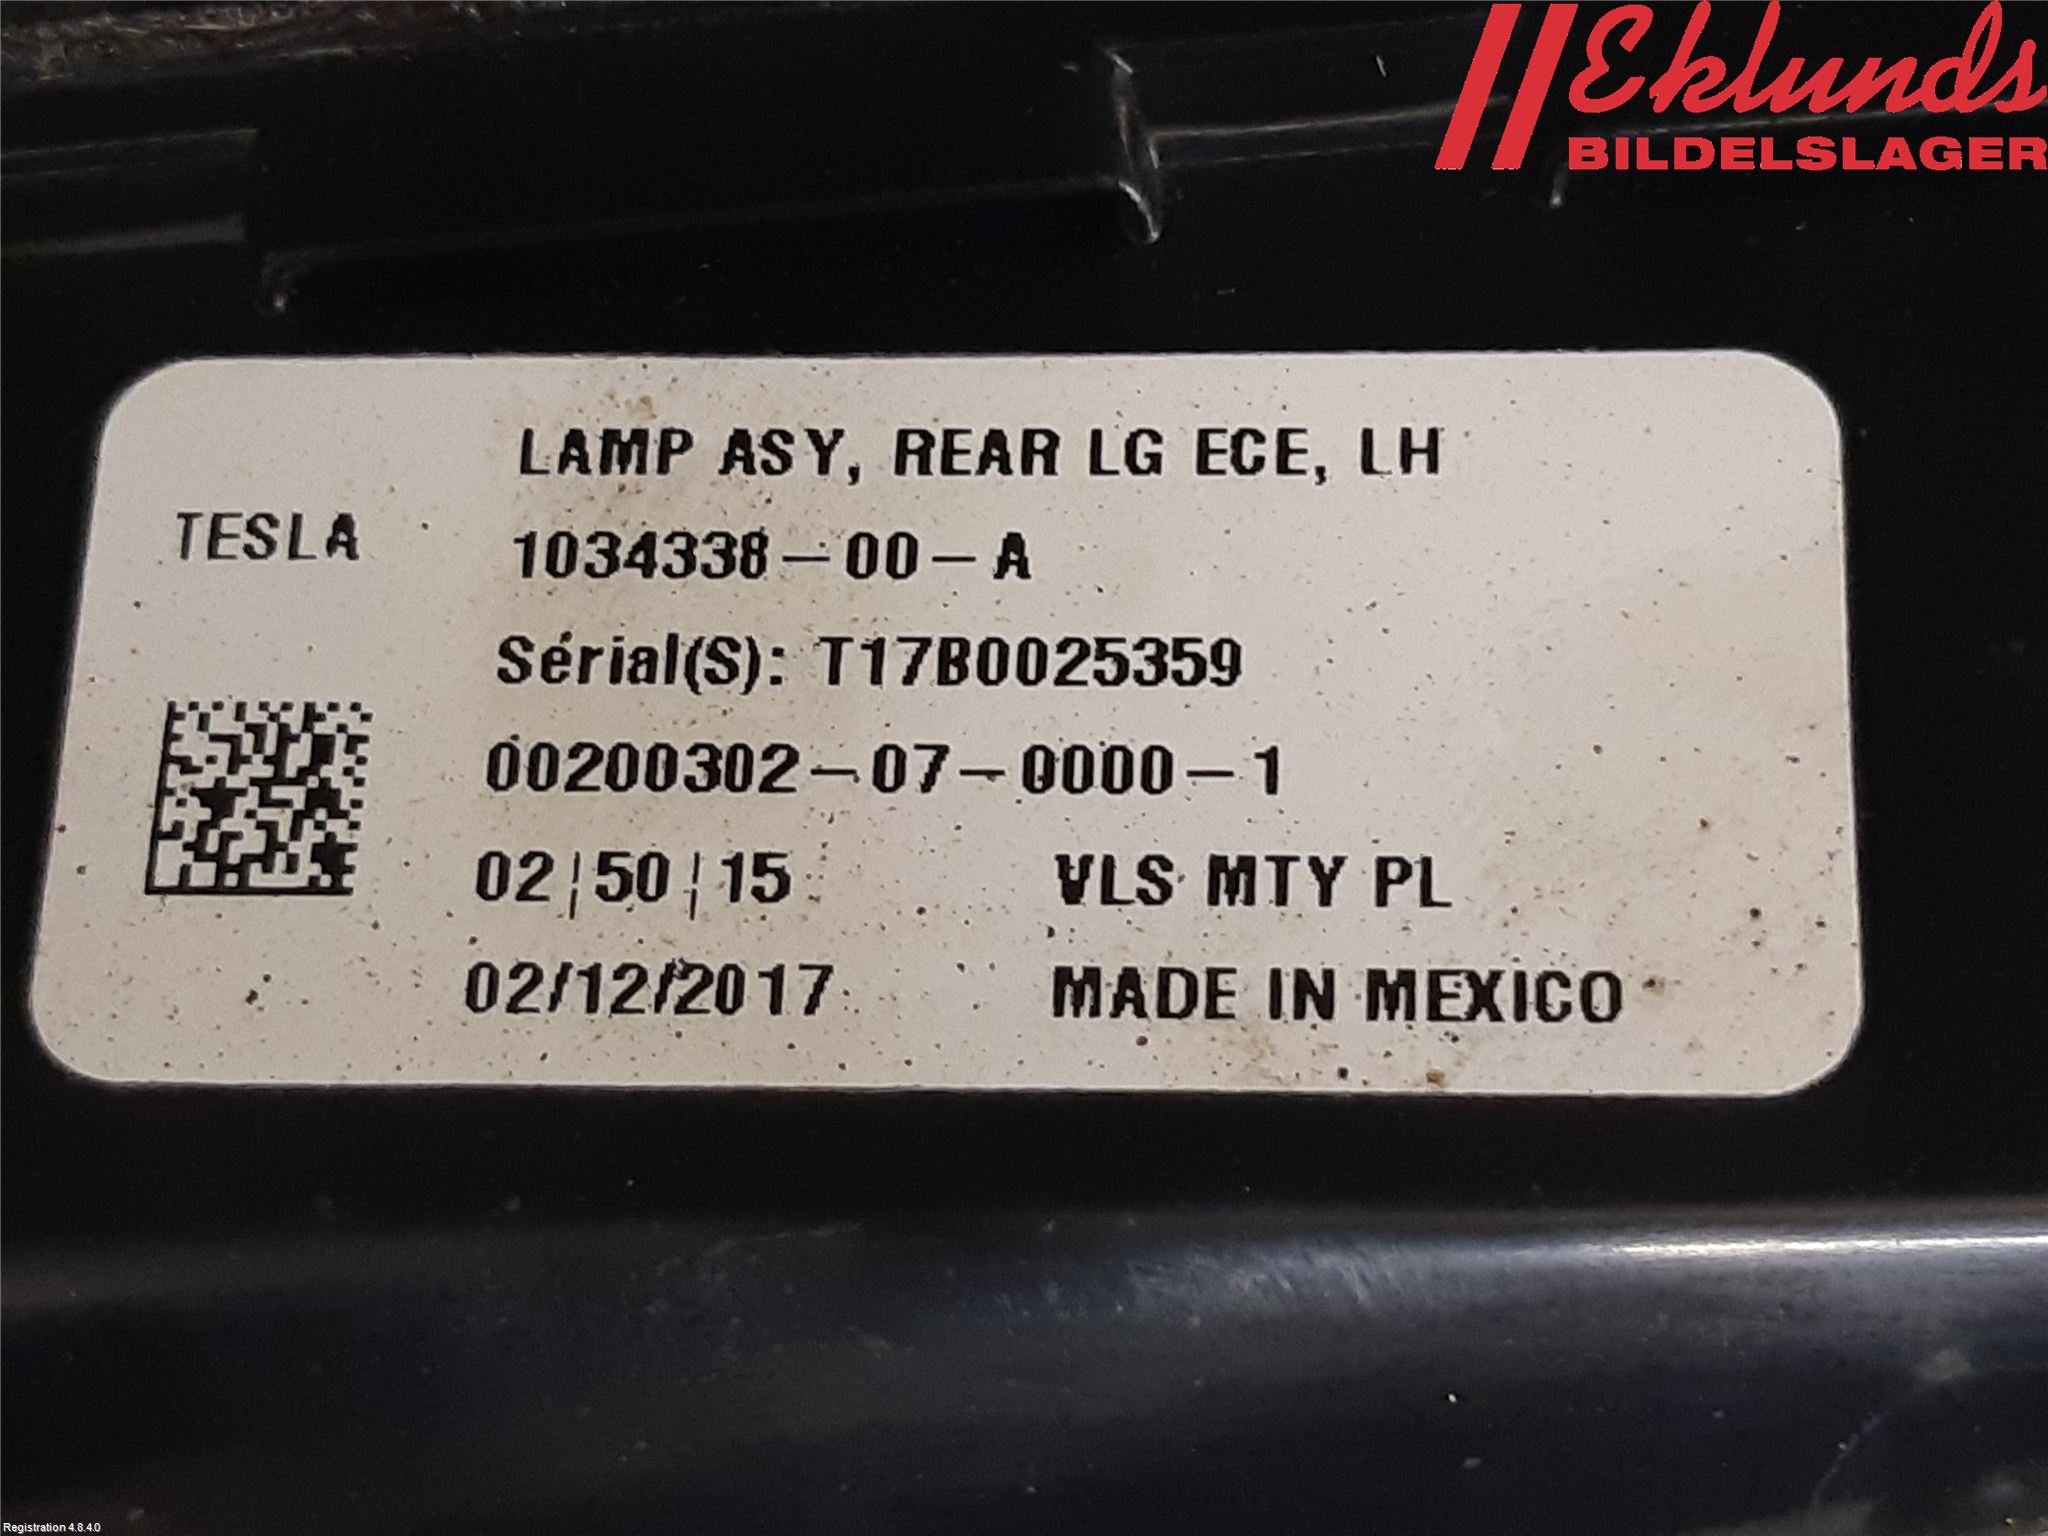 Eklunds
BILDELSLAGER
LAMP ASY, REAR LG ECE, LH
TESLA
1034338-00-A
Sérial(S): T17B0025359
00200302-07-0000-1
02¦50¦15 VLS MTY PL
02/12/2017 MADE IN MEXICO
Registration 4.8.4.0